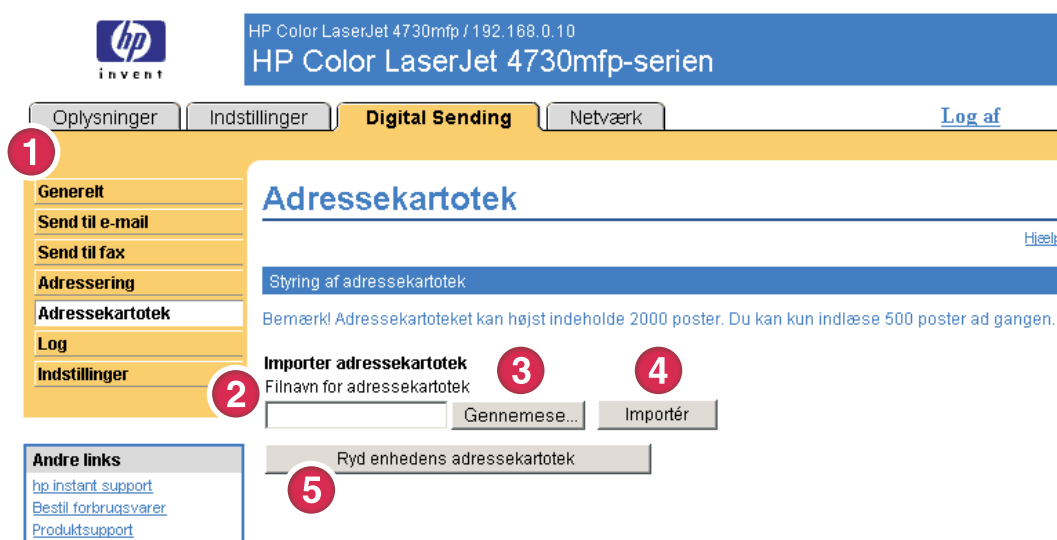 hp
invent
HP Color LaserJet 4730mfp / 192.168.0.10
HP Color LaserJet 4730mfp-serien
Oplysninger
Indstillinger
Digital Sending
Netværk
Log af
1
Generelt
Send til e-mail
Send til fax
Adressering
Adressekartotek
Log
Indstillinger
Andre links
hp instant support
Bestil forbrugsvarer
Produktsupport
Adressekartotek
Hjælp
Styring af adressekartotek
Bemærk! Adressekartoteket kan højst indeholde 2000 poster. Du kan kun indlæse 500 poster ad gangen.
Importer adressekartotek
Filnavn for adressekartotek
2
3
4
Gennemese...
Importér
Ryd enhedens adressekartotek
5